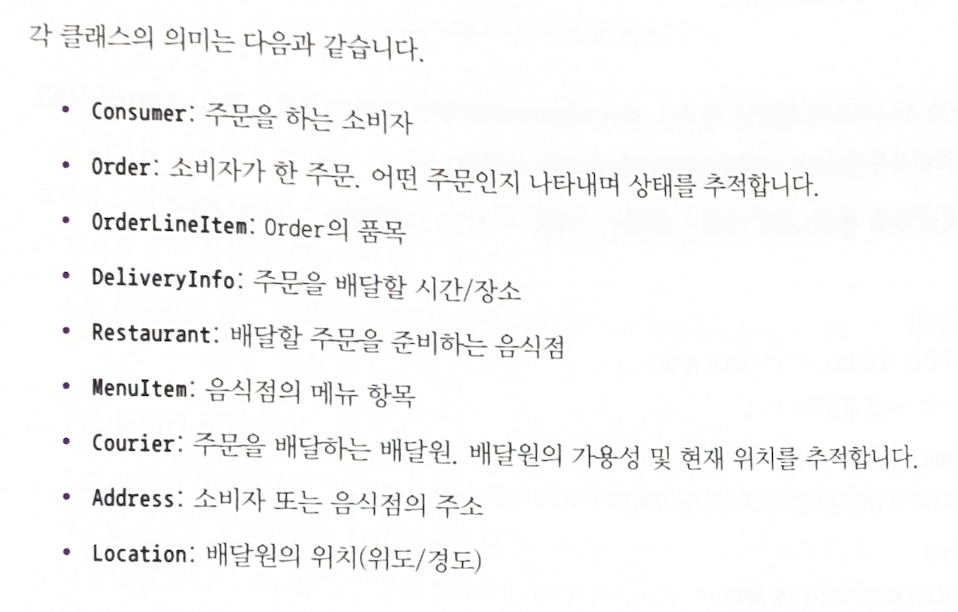 각 클래스의 의미는 다음과 같습니다.
• Consumer: 주문을 하는 소비자
• Order: 소비자가 한 주문. 어떤 주문인지 나타내며 상태를 추적합니다.
• OrderLineItem: Order의 품목
• DeliveryInfo: 주문을 배달할 시간/장소
• Restaurant: 배달할 주문을 준비하는 음식점
• MenuItem: 음식점의 메뉴 항목
• Courier: 주문을 배달하는 배달원. 배달원의 가용성 및 현재 위치를 추적합니다.
• Address: 소비자 또는 음식점의 주소
• Location: 배달원의 위치(위도/경도)